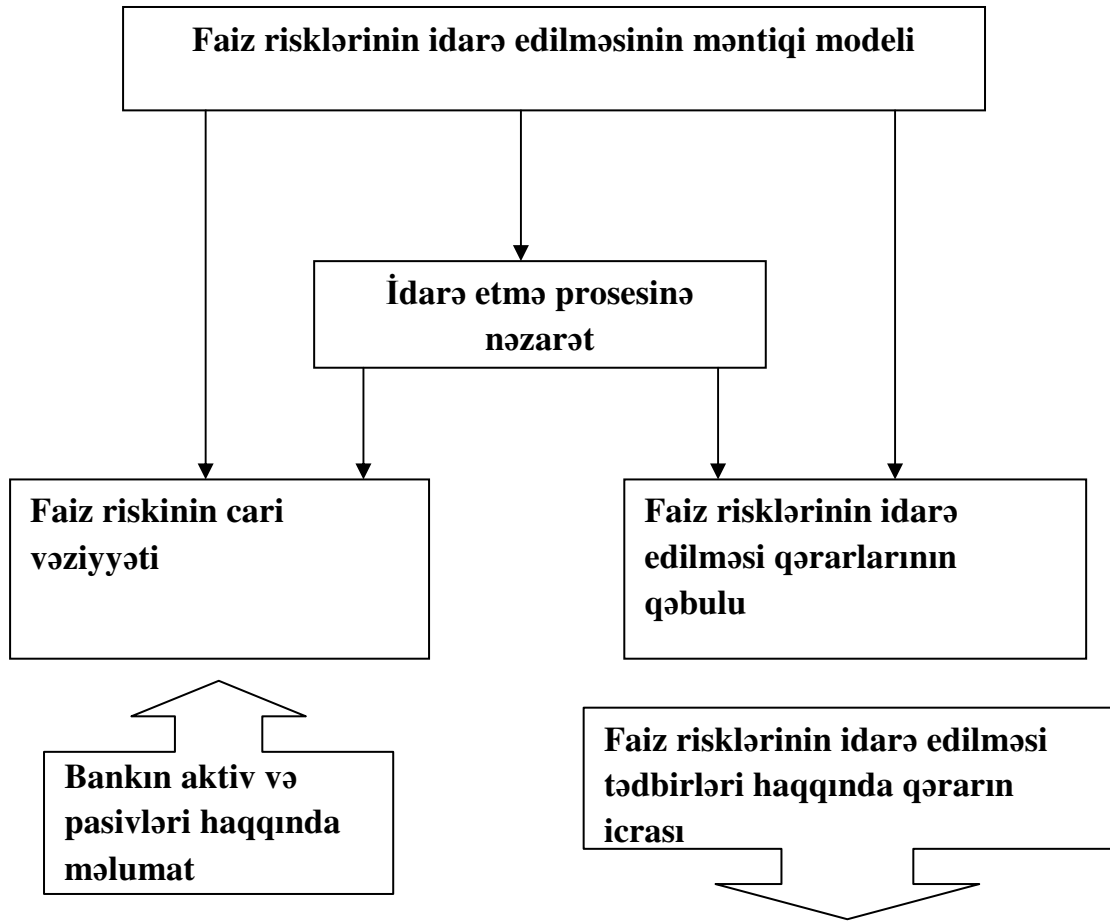 Faiz risklərinin idarə edilməsinin məntiqi modeli
İdarə etmə prosesinə
nəzarət
Faiz riskinin cari
vəziyyəti
Faiz risklərinin idarə
edilməsi qərarlarının
qəbulu
Bankın aktiv və
pasivləri haqqında
məlumat
Faiz risklərinin idarə edilməsi
tədbirləri haqqında qərarın
icrası